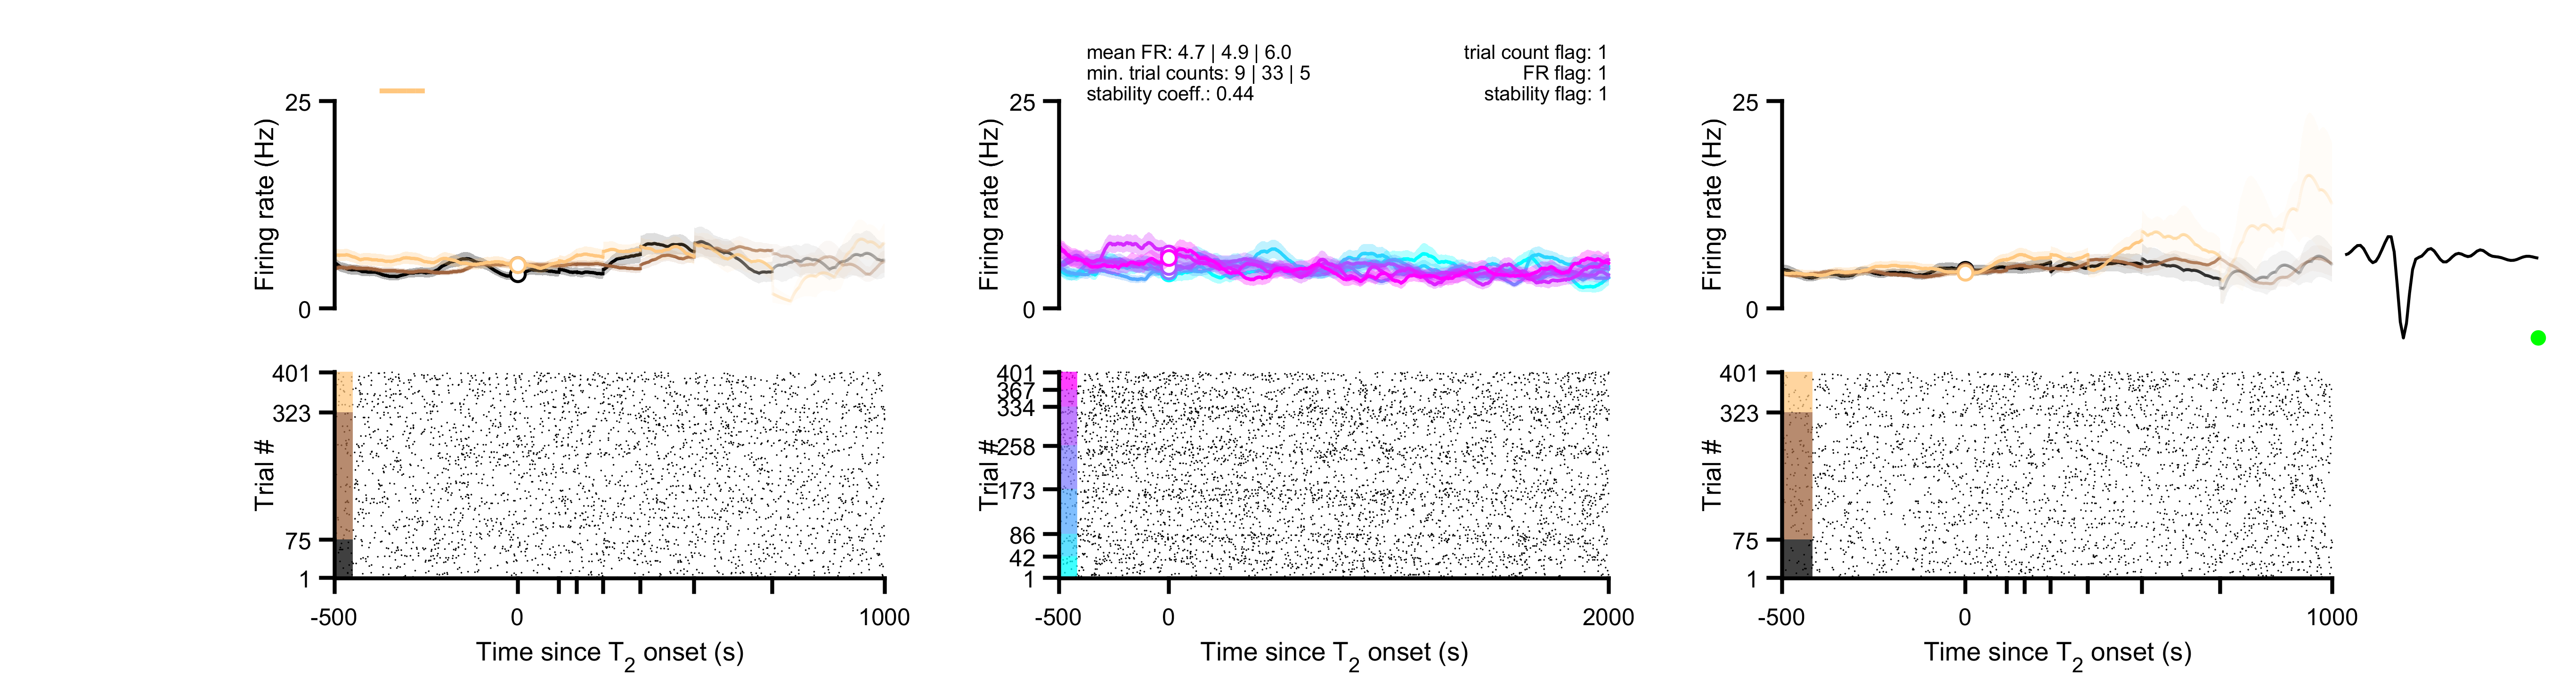 mean FR: 4.7 | 4.9 | 6.0
min. trial counts: 9 | 33 | 5
stability coeff.: 0.44
trial count flag: 1
FR flag: 1
stability flag: 1
25
0
Firing rate (Hz)
401
323
75
1
Trial #
-500
0
1000
Time since T2 onset (s)
25
0
Firing rate (Hz)
401
367
334
258
173
86
42
1
Trial #
-500
0
2000
Time since T2 onset (s)
25
0
Firing rate (Hz)
401
323
75
1
Trial #
-500
0
1000
Time since T2 onset (s)